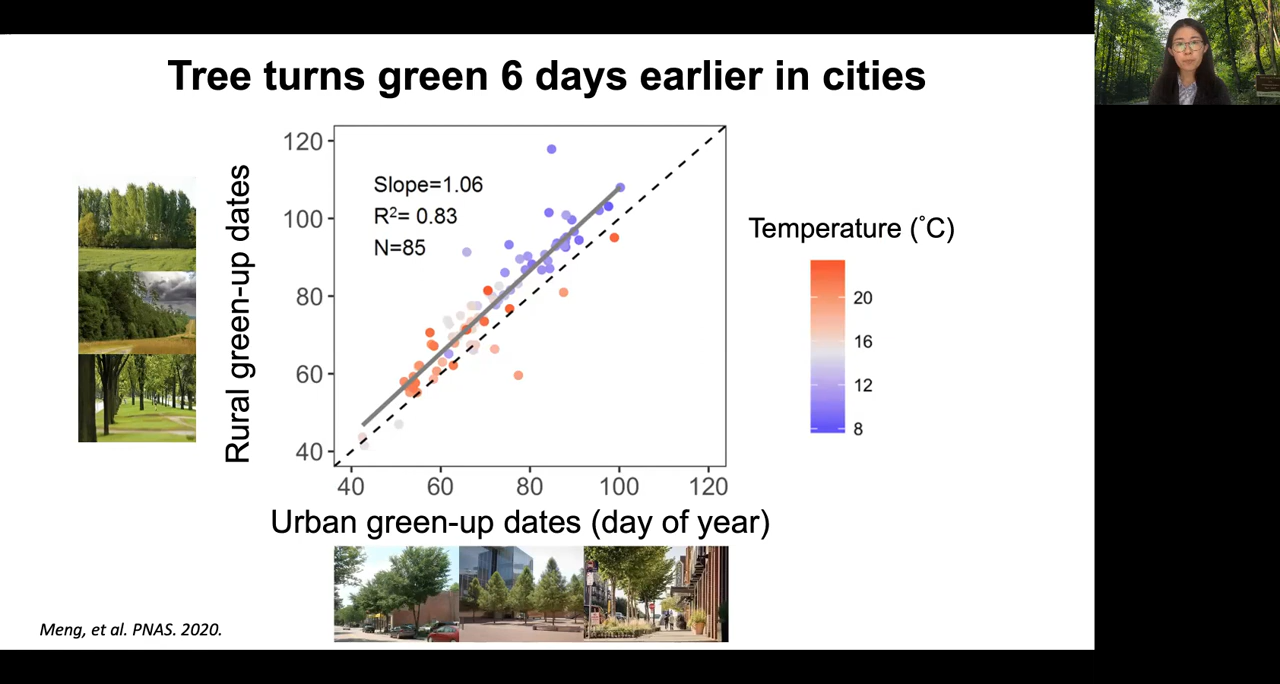 Tree turns green 6 days earlier in cities
Rural green-up dates
120
100
80
60
40
Slope=1.06
R²= 0.83
N=85
40 60 80 100 120
Urban green-up dates (day of year)
Temperature (°C)
20
16
12
8
Meng, et al. PNAS. 2020.